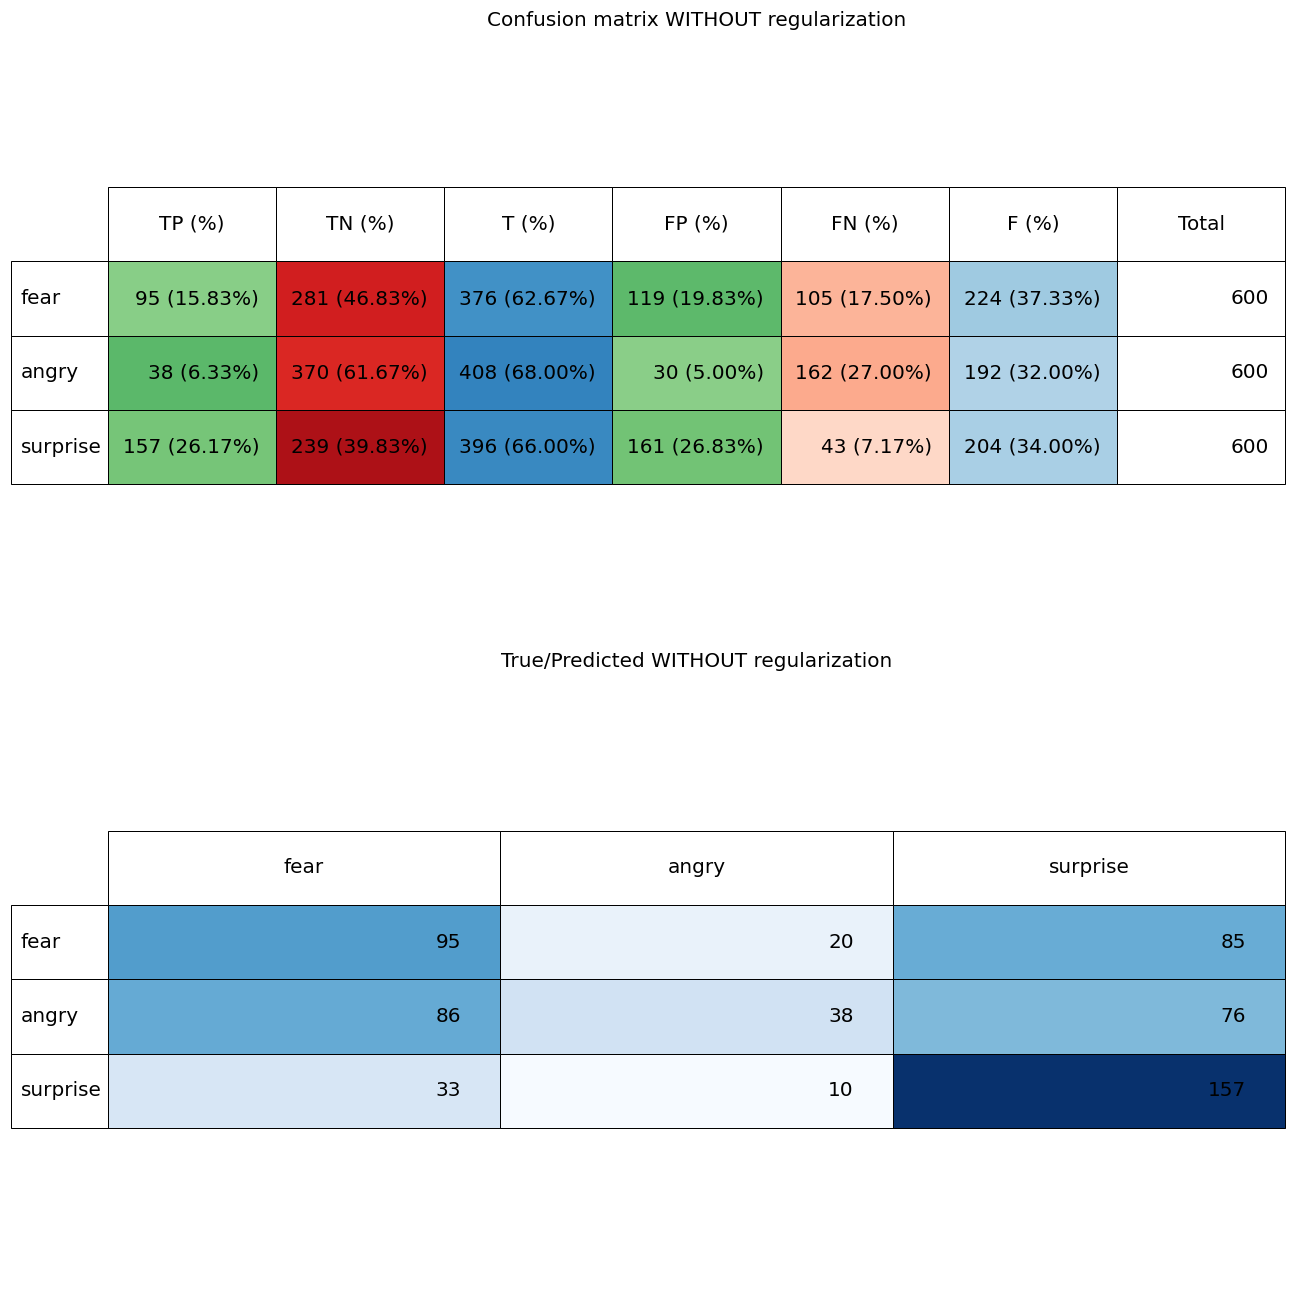 Confusion matrix WITHOUT regularization
TP (%) TN (%) T (%) FP (%) FN (%) F (%) Total
fear 95 (15.83%) 281 (46.83%) 376 (62.67%) 119 (19.83%) 105 (17.50%) 224 (37.33%) 600
angry 38 (6.33%) 370 (61.67%) 408 (68.00%) 30 (5.00%) 162 (27.00%) 192 (32.00%) 600
surprise 157 (26.17%) 239 (39.83%) 396 (66.00%) 161 (26.83%) 43 (7.17%) 204 (34.00%) 600
True/Predicted WITHOUT regularization
fear angry surprise
fear 95 20 85
angry 86 38 76
surprise 33 10 157